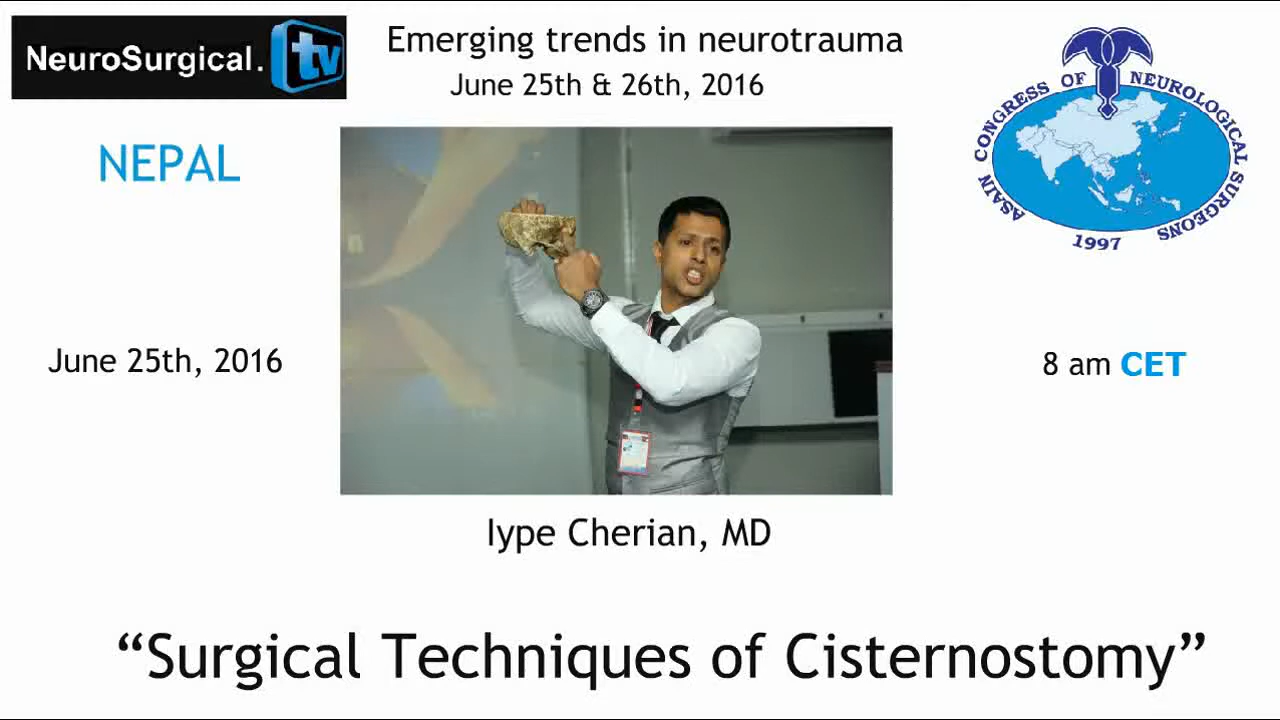 NeuroSurgical. tv
Emerging trends in neurotrauma
June 25th & 26th, 2016
NEPAL
ASAIN CONGRESS OF NEUROLOGICAL SURGEONS
1997
June 25th, 2016
8 am CET
Iype Cherian, MD
“Surgical Techniques of Cisternostomy”